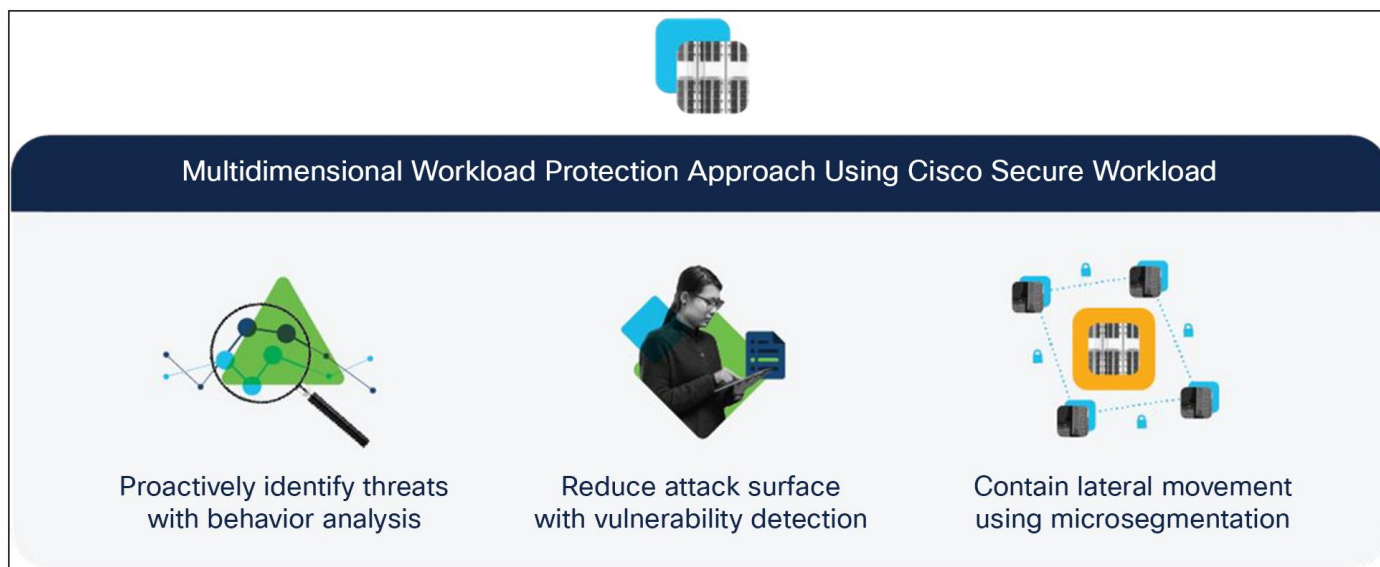 Multidimensional Workload Protection Approach Using Cisco Secure Workload
Proactively identify threats
with behavior analysis
Reduce attack surface
with vulnerability detection
Contain lateral movement
using microsegmentation